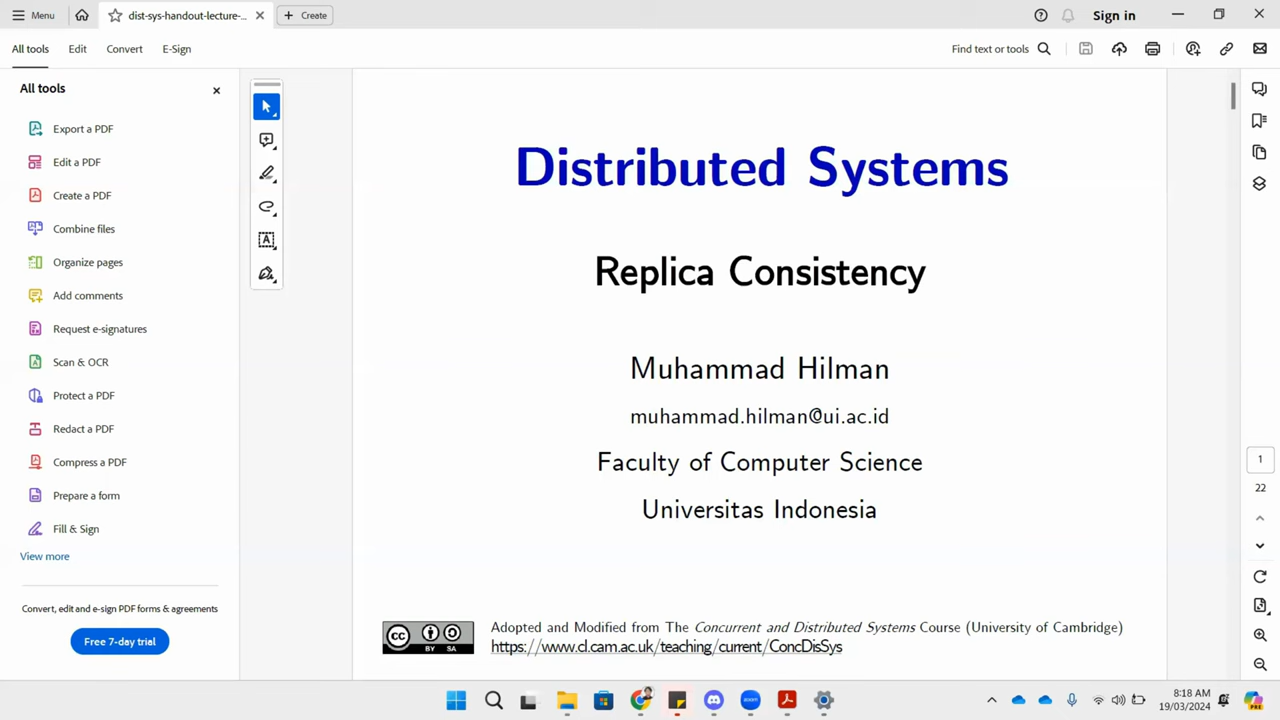 Menu
dist-sys-handout-lecture-...
Create
Sign in
All tools
Edit
Convert
E-Sign
Find text or tools
All tools
Export a PDF
Edit a PDF
Create a PDF
Combine files
Organize pages
Add comments
Request e-signatures
Scan & OCR
Protect a PDF
Redact a PDF
Compress a PDF
Prepare a form
Fill & Sign
View more
Convert, edit and e-sign PDF forms & agreements
Free 7-day trial
Distributed Systems
Replica Consistency
Muhammad Hilman
muhammad.hilman@ui.ac.id
Faculty of Computer Science
Universitas Indonesia
cc BY SA
Adopted and Modified from The Concurrent and Distributed Systems Course (University of Cambridge)
https://www.cl.cam.ac.uk/teaching/current/ConcDisSys
1
22
zoom
19/03/2024